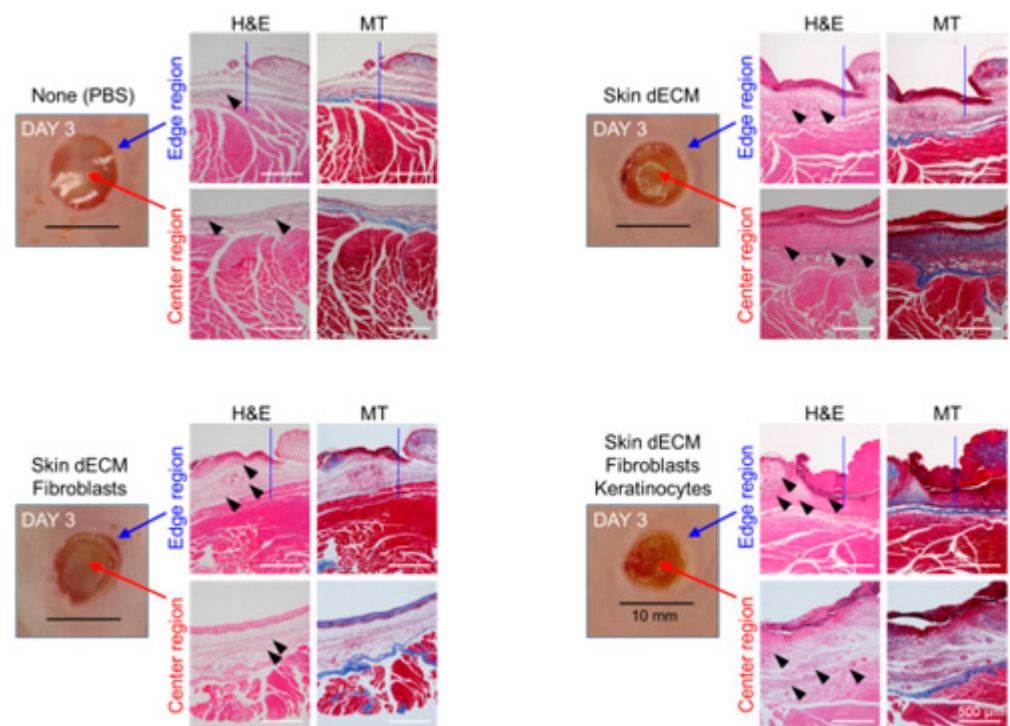 H&E MT
None (PBS)
DAY 3
Edge region
Center region
H&E MT
Skin dECM
DAY 3
Edge region
Center region
H&E MT
Skin dECM
Fibroblasts
DAY 3
Edge region
Center region
H&E MT
Skin dECM
Fibroblasts
Keratinocytes
DAY 3
10 mm
Edge region
Center region
500 µm